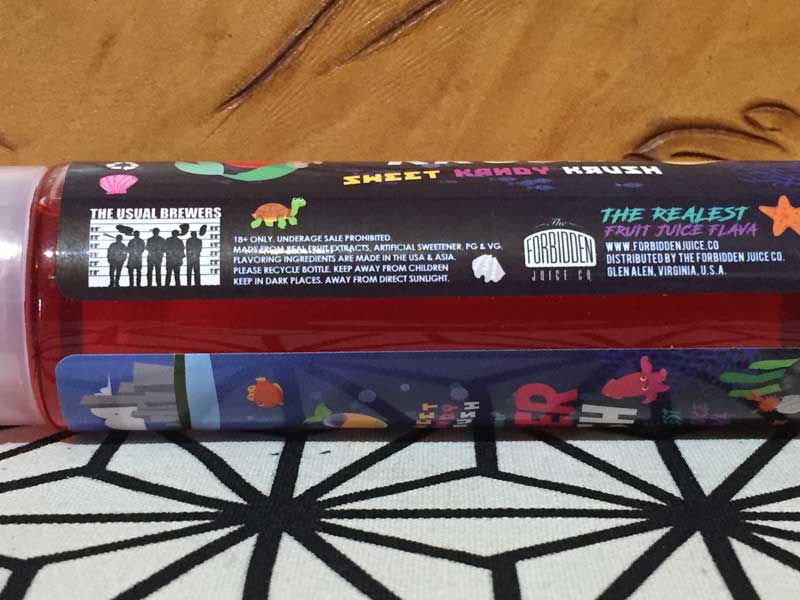 SWEET KANDY KRUSH
THE USUAL BREWERS
18+ ONLY. UNDERAGE SALE PROHIBITED.
MADE FROM REAL FRUIT EXTRACTS, ARTIFICIAL SWEETENER, PG & VG.
FLAVORING INGREDIENTS ARE MADE IN THE USA & ASIA.
PLEASE RECYCLE BOTTLE. KEEP AWAY FROM CHILDREN
KEEP IN DARK PLACES. AWAY FROM DIRECT SUNLIGHT.
The
FORBIDDEN
JUICE CO
THE REALEST
FRUIT JUICE FLAVA
WWW.FORBIDDENJUICE.CO
DISTRIBUTED BY THE FORBIDDEN JUICE CO.
GLEN ALEN, VIRGINIA, U.S.A.